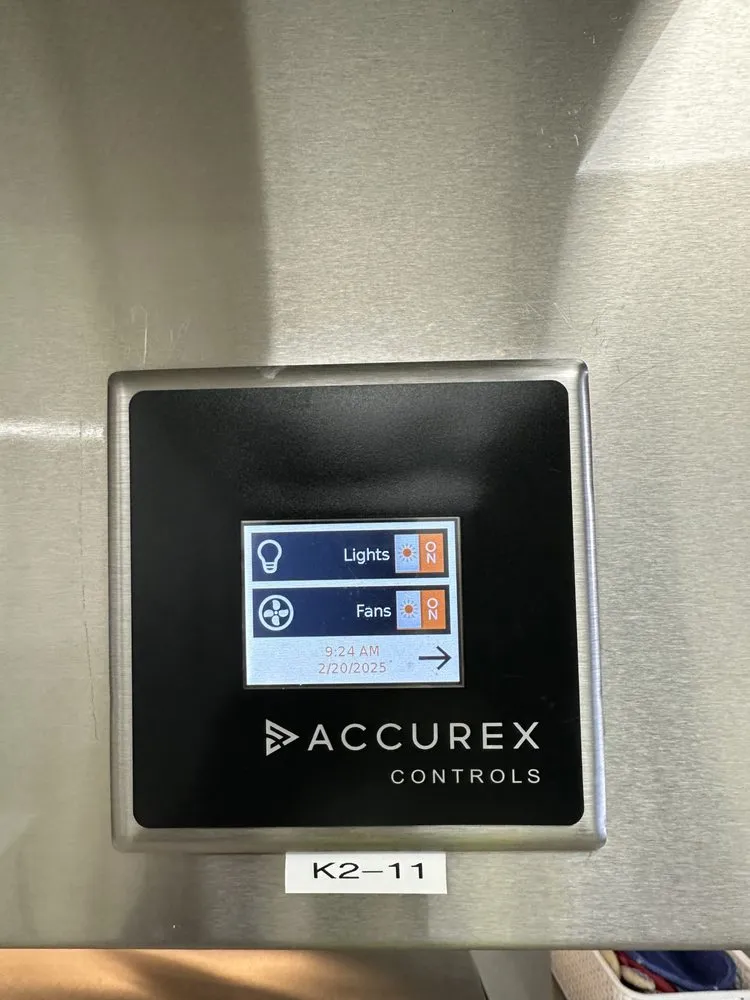 Lights ON
Fans ON
9:24 AM
2/20/2025
ACCUREX
CONTROLS
K2-11